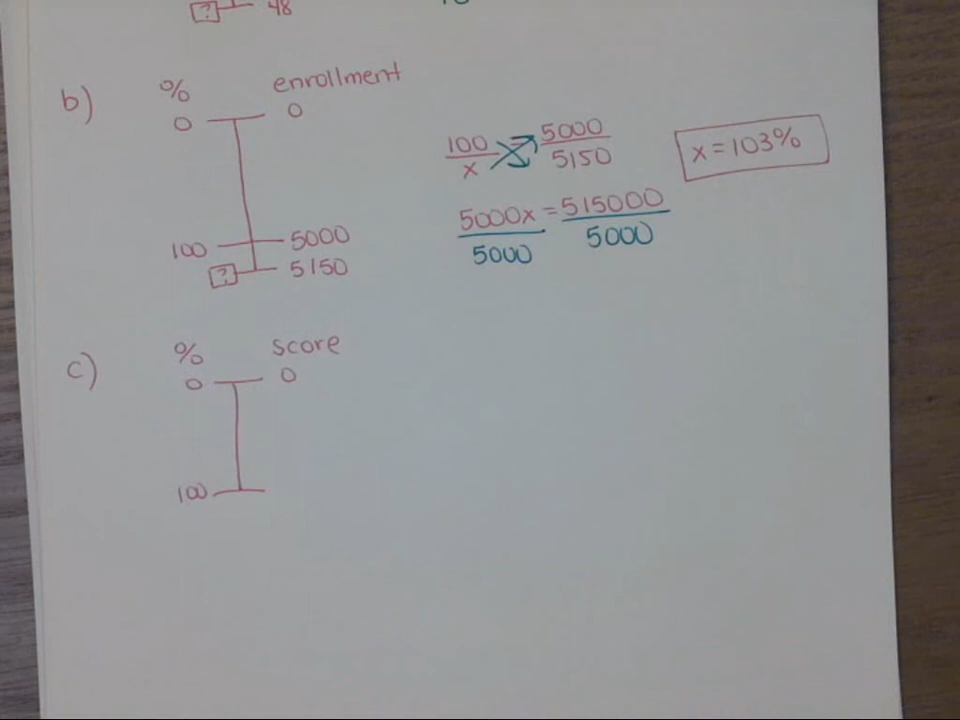 ? 48
b) % enrollment
0 0
100/x = 5000/5150
x = 103%
5000x/5000 = 515000/5000
100 5000
? 5150
c) % score
0 0
100